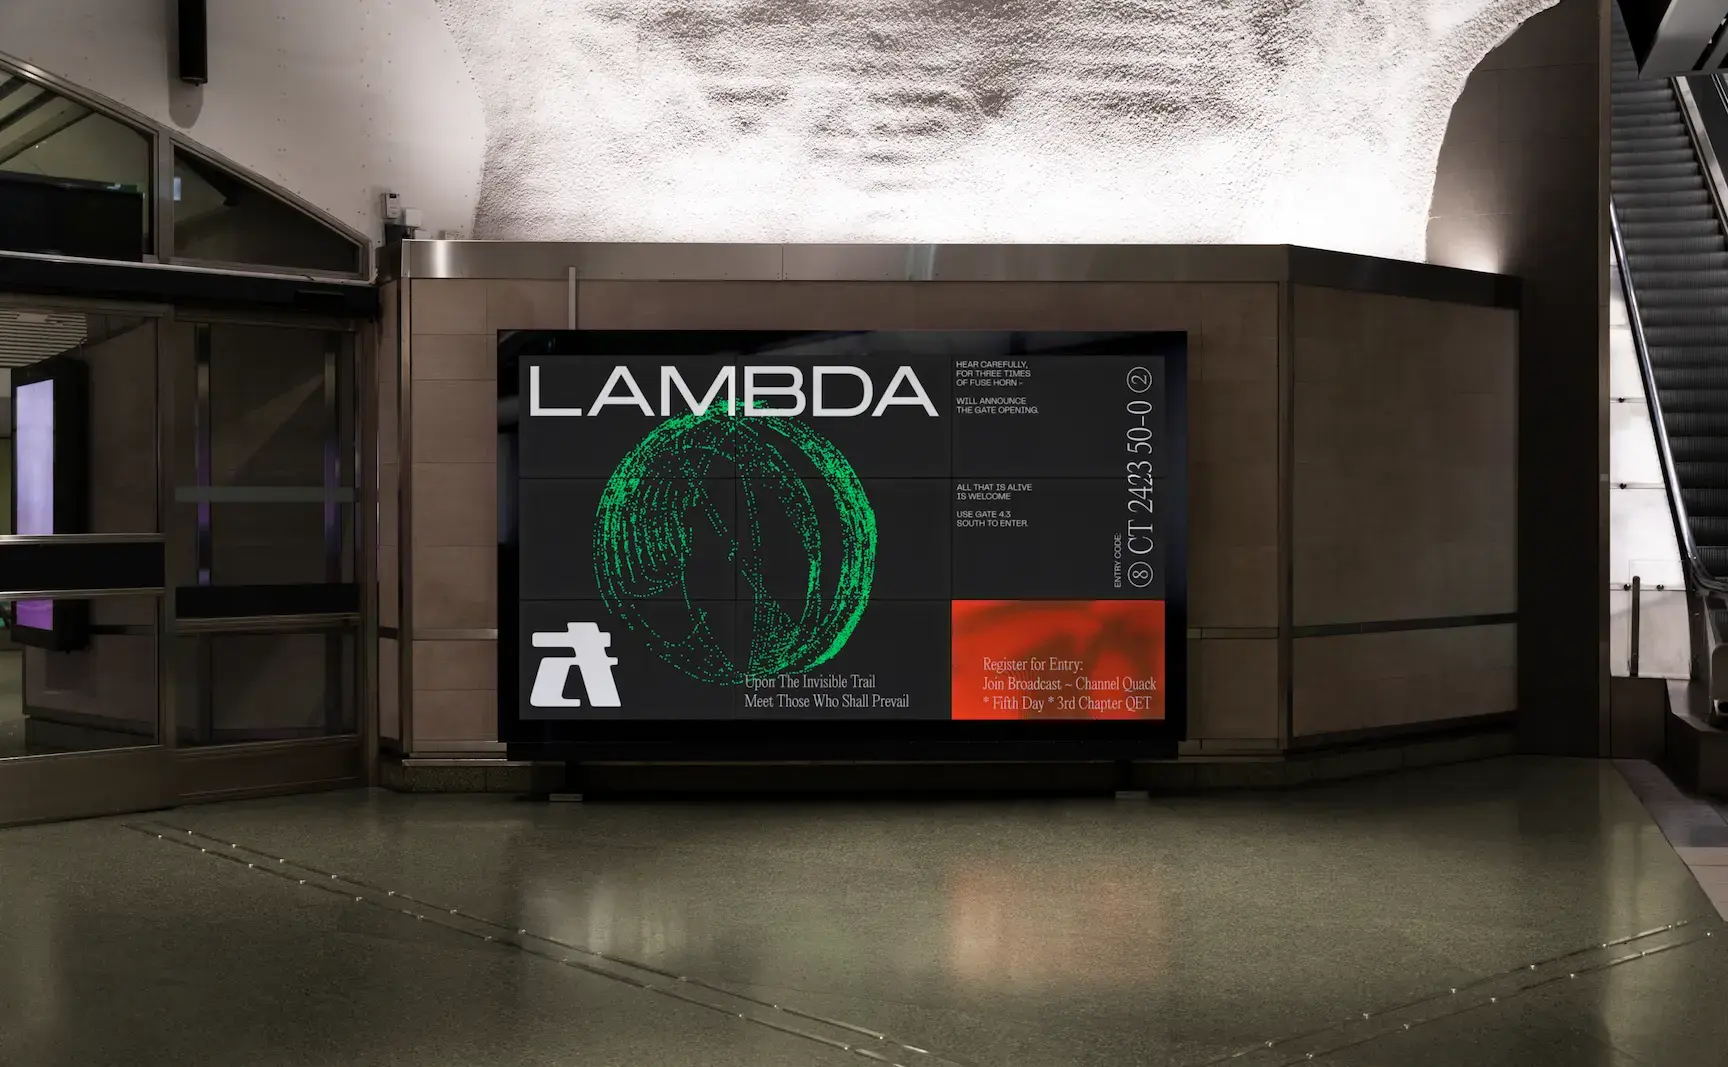 LAMBDA
HEAR CAREFULLY,
FOR THREE TIMES
OF FUSE HORN –
WILL ANNOUNCE
THE GATE OPENING.
ALL THAT IS ALIVE
IS WELCOME
USE GATE 4.3
SOUTH TO ENTER.
ENTRY CODE:
8 CT 2423 50-0 2
Upon The Invisible Trail
Meet Those Who Shall Prevail
Register for Entry:
Join Broadcast ~ Channel Quack
* Fifth Day * 3rd Chapter QET